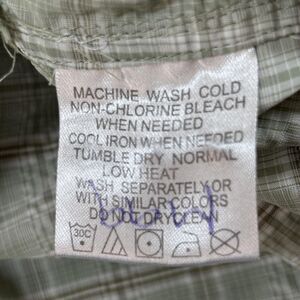 MACHINE WASH COLD
NON-CHLORINE BLEACH
WHEN NEEDED
COOL IRON WHEN NEEDED
TUMBLE DRY NORMAL
LOW HEAT
WASH SEPARATELY OR
WITH SIMILAR COLORS
DO NOT DRYCLEAN
30C